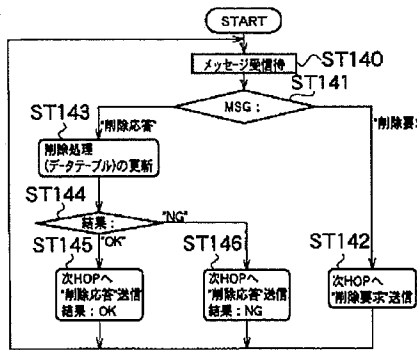 START
メッセージ受信待
ST140
ST141
MSG :
ST143
"削除応答"
削除処理
(データテーブル)の更新
ST144
結果 :
"NG"
"OK"
ST145
次HOPへ
"削除応答"送信
結果 : OK
ST146
次HOPへ
"削除応答"送信
結果 : NG
ST142
次HOPへ
"削除要求"送信